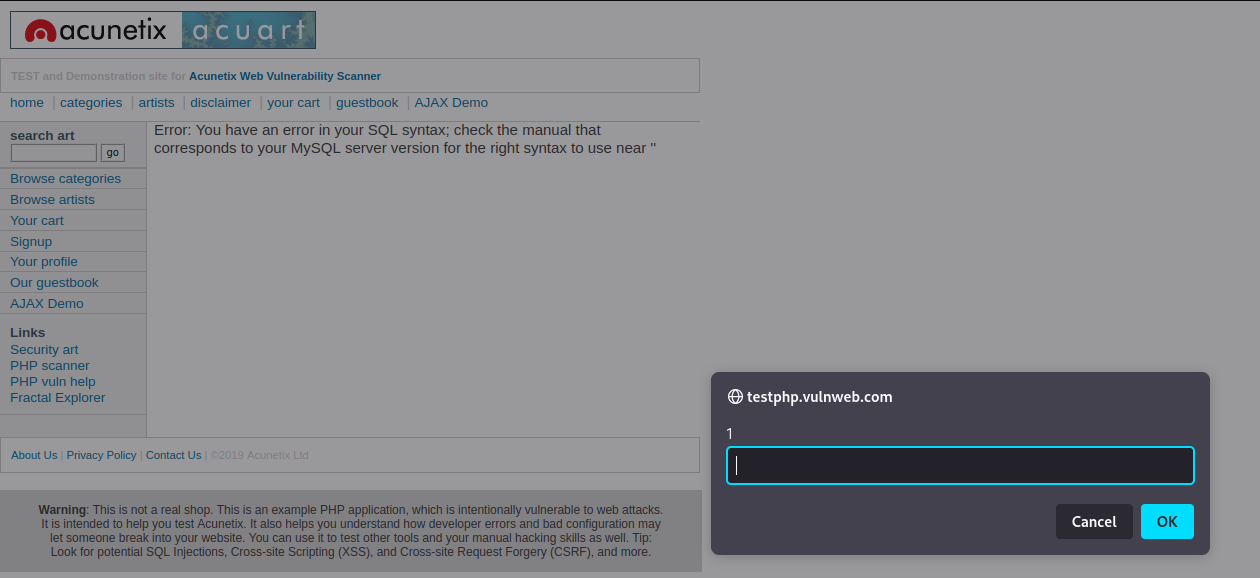 acunetix acuart
TEST and Demonstration site for Acunetix Web Vulnerability Scanner
home | categories | artists | disclaimer | your cart | guestbook | AJAX Demo
search art
go
Browse categories
Browse artists
Your cart
Signup
Your profile
Our guestbook
AJAX Demo
Links
Security art
PHP scanner
PHP vuln help
Fractal Explorer
Error: You have an error in your SQL syntax; check the manual that
corresponds to your MySQL server version for the right syntax to use near ''
About Us | Privacy Policy | Contact Us | ©2019 Acunetix Ltd
Warning: This is not a real shop. This is an example PHP application, which is intentionally vulnerable to web attacks.
It is intended to help you test Acunetix. It also helps you understand how developer errors and bad configuration may
let someone break into your website. You can use it to test other tools and your manual hacking skills as well. Tip:
Look for potential SQL Injections, Cross-site Scripting (XSS), and Cross-site Request Forgery (CSRF), and more.
testphp.vulnweb.com
1
Cancel OK